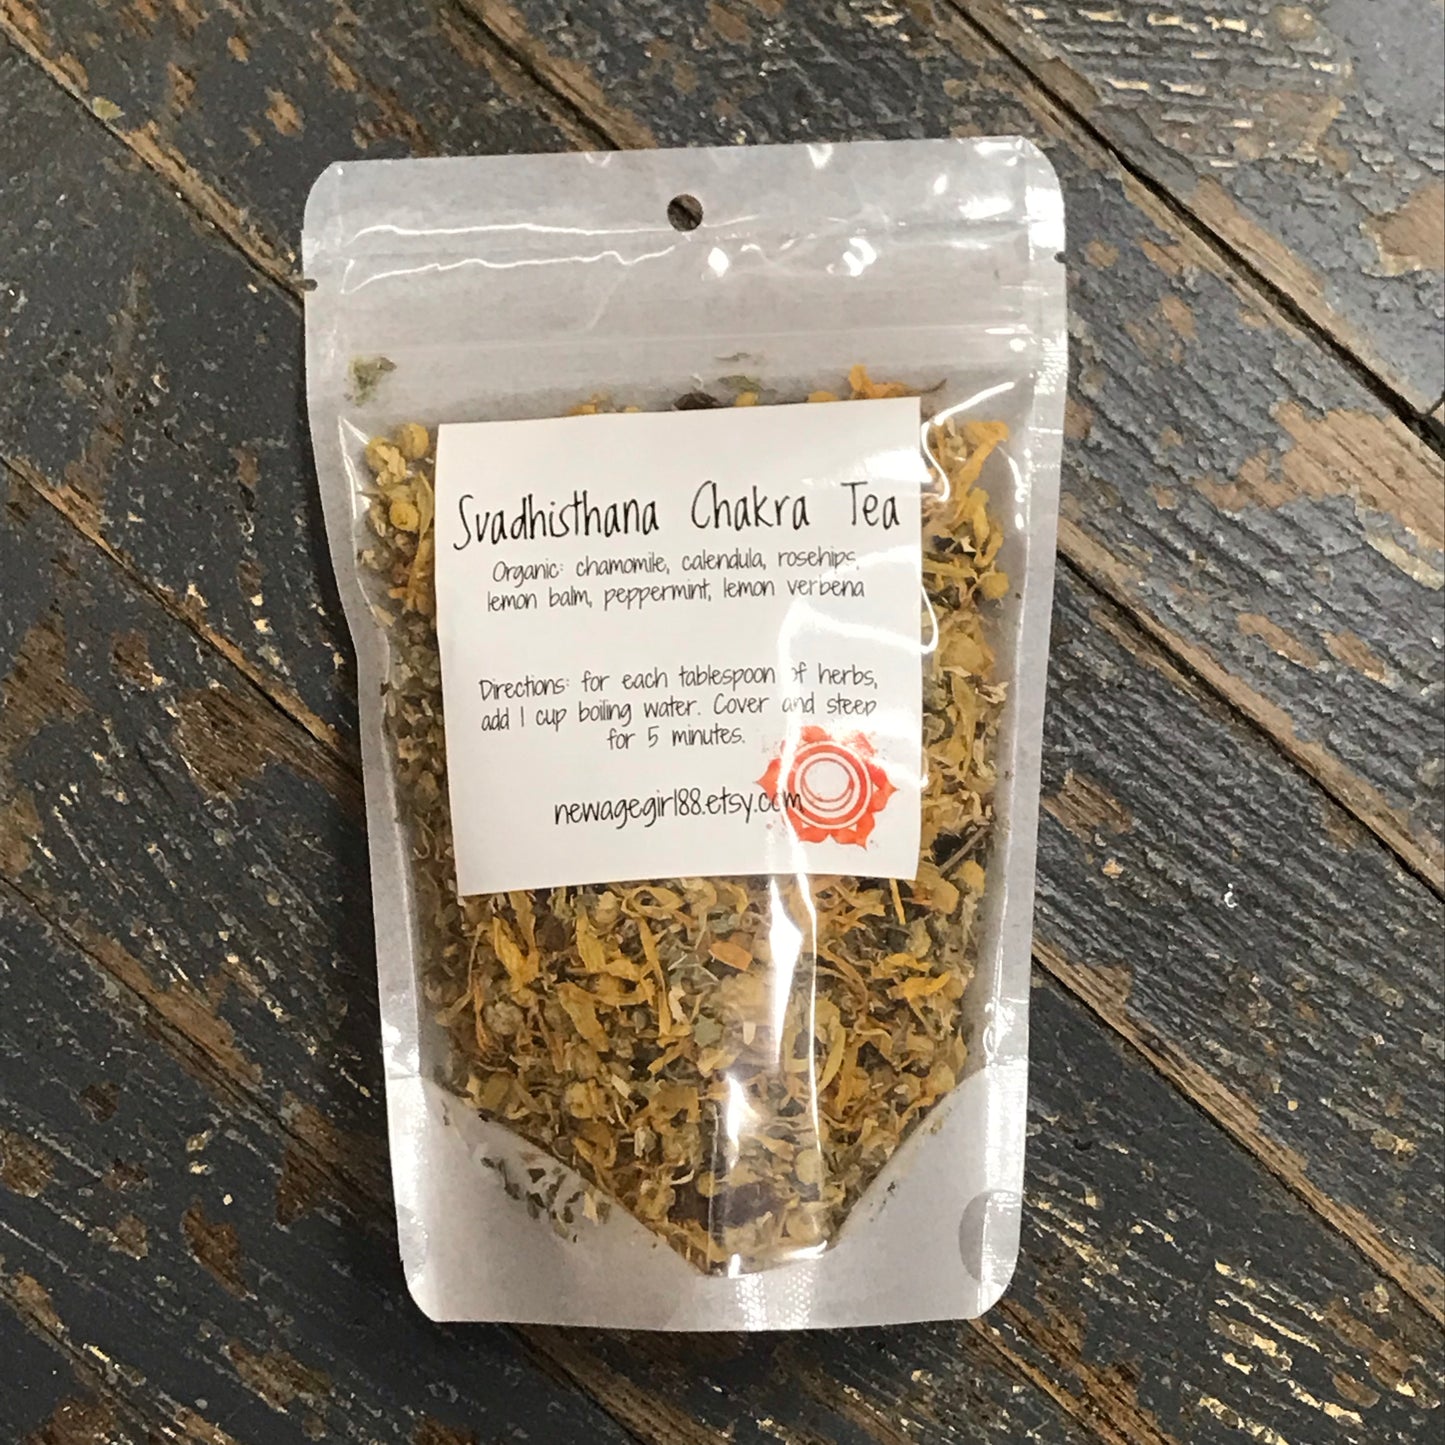 Svadhisthana Chakra Tea
Organic: chamomile, calendula, rosehips,
lemon balm, peppermint, lemon verbena
Directions: for each tablespoon of herbs,
add 1 cup boiling water. Cover and steep
for 5 minutes.
newagegirl88.etsy.com